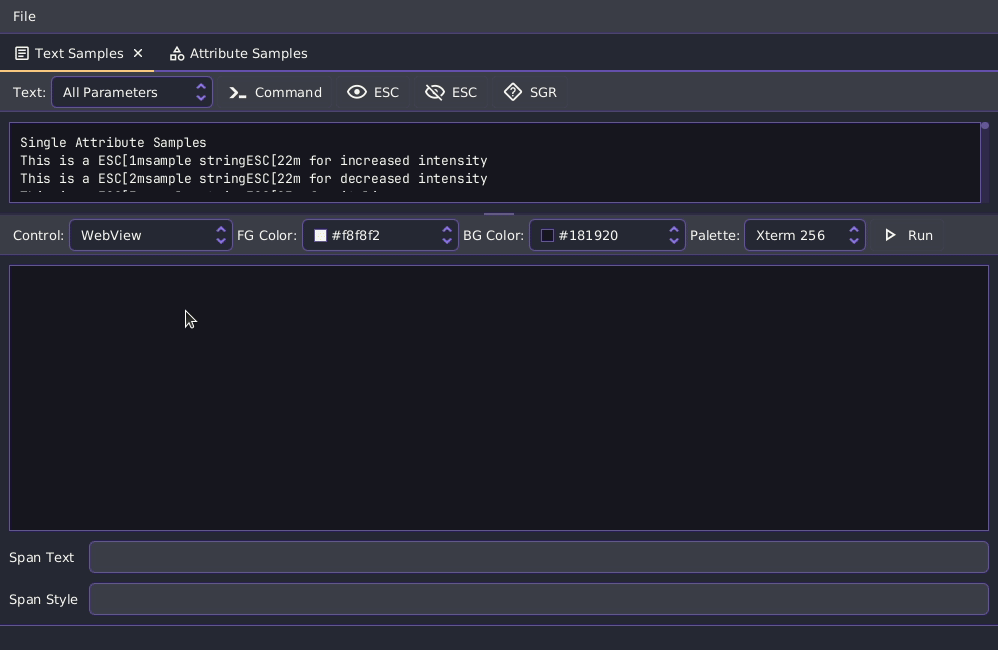 File
Text Samples Attribute Samples
Text: All Parameters Command ESC ESC SGR
Single Attribute Samples
This is a ESC[1msample stringESC[22m for increased intensity
This is a ESC[2msample stringESC[22m for decreased intensity
Control: WebView FG Color: #f8f8f2 BG Color: #181920 Palette: Xterm 256 Run
Span Text
Span Style